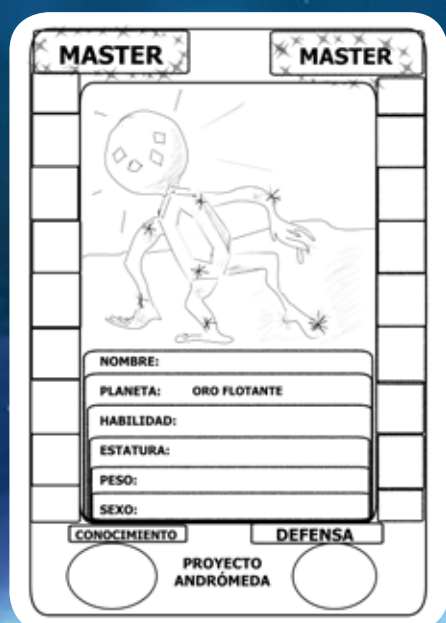 MASTER MASTER
NOMBRE:
PLANETA: ORO FLOTANTE
HABILIDAD:
ESTATURA:
PESO:
SEXO:
CONOCIMIENTO DEFENSA
PROYECTO
ANDRÓMEDA